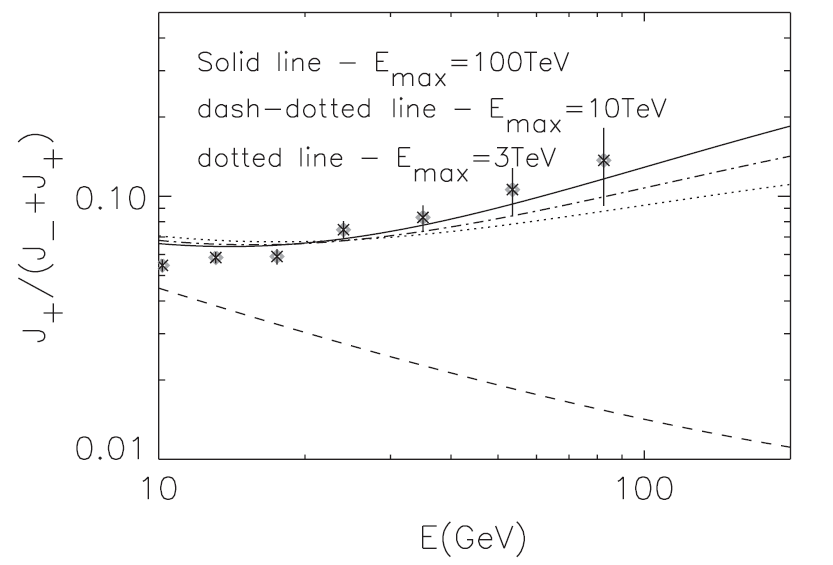 Solid line – E_max=100TeV
dash–dotted line – E_max=10TeV
dotted line – E_max=3TeV
J_+/(J_− +J_+)
0.10
0.01
10
100
E(GeV)